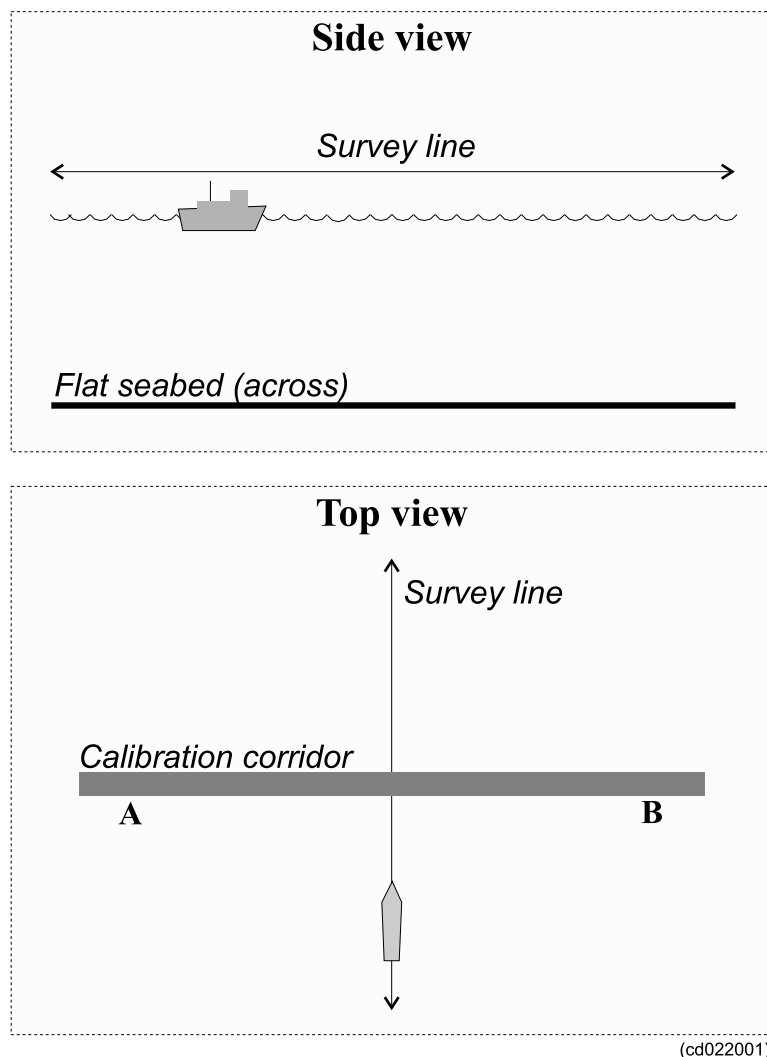 Side view
Survey line
Flat seabed (across)
Top view
Survey line
Calibration corridor
A
B
(cd022001)